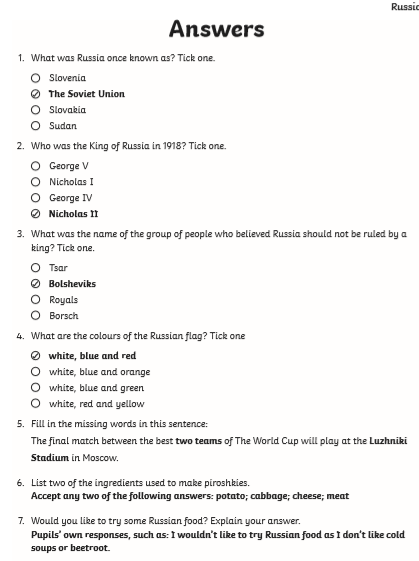 Russia
Answers
1. What was Russia once known as? Tick one.
Slovenia
The Soviet Union
Slovakia
Sudan
2. Who was the King of Russia in 1918? Tick one.
George V
Nicholas I
George IV
Nicholas II
3. What was the name of the group of people who believed Russia should not be ruled by a
king? Tick one.
Tsar
Bolsheviks
Royals
Borsch
4. What are the colours of the Russian flag? Tick one
white, blue and red
white, blue and orange
white, blue and green
white, red and yellow
5. Fill in the missing words in this sentence:
The final match between the best two teams of The World Cup will play at the Luzhniki
Stadium in Moscow.
6. List two of the ingredients used to make piroshkies.
Accept any two of the following answers: potato; cabbage; cheese; meat
7. Would you like to try some Russian food? Explain your answer.
Pupils' own responses, such as: I wouldn't like to try Russian food as I don't like cold
soups or beetroot.